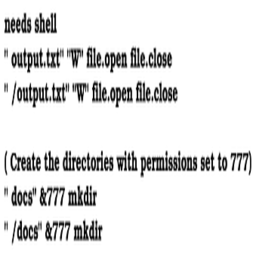 needs shell
" output.txt" "W" file.open file.close
" /output.txt" "W" file.open file.close
( Create the directories with permissions set to 777)
" docs" &777 mkdir
" /docs" &777 mkdir